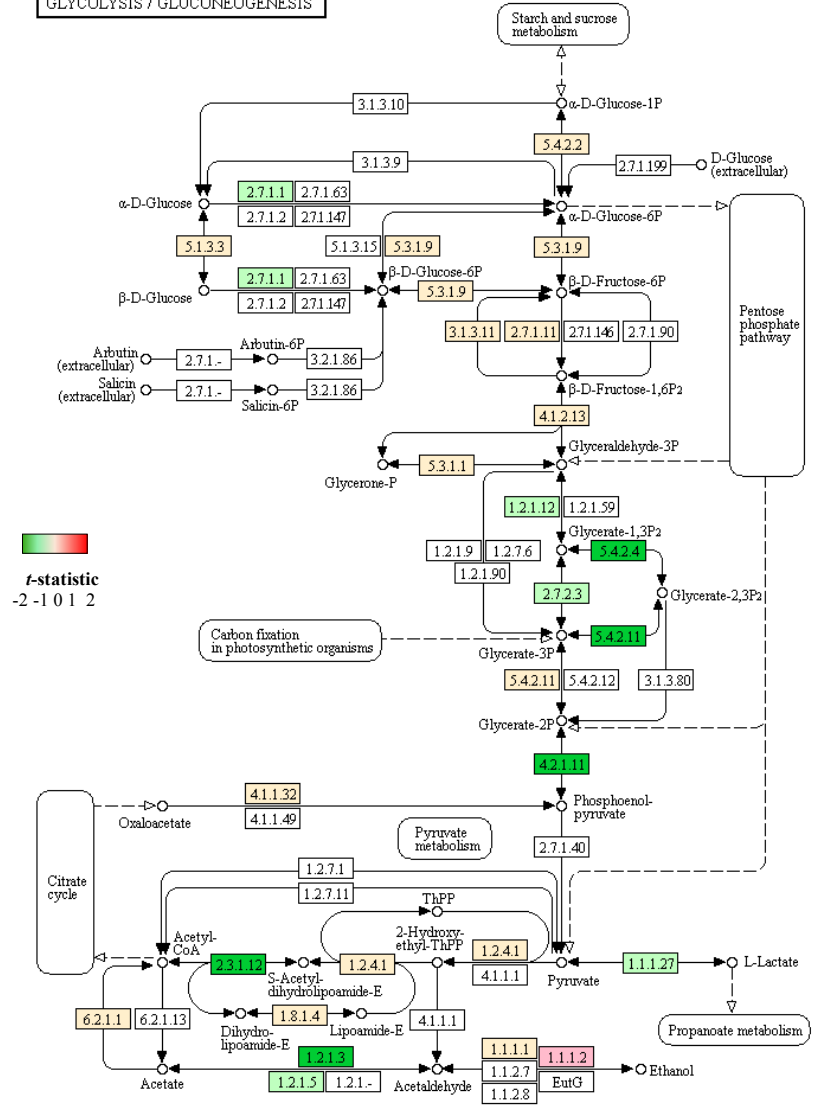 GLYCOLYSIS / GLUCONEOGENESIS
Starch and sucrose
metabolism
3.1.3.10
α-D-Glucose-1P
5.4.2.2
3.1.3.9
2.7.1.199
D-Glucose
(extracellular)
α-D-Glucose
2.7.1.1
2.7.1.63
2.7.1.2
2.7.1.147
α-D-Glucose-6P
5.1.3.3
5.1.3.15
5.3.1.9
5.3.1.9
β-D-Glucose
2.7.1.1
2.7.1.63
2.7.1.2
2.7.1.147
β-D-Glucose-6P
5.3.1.9
β-D-Fructose-6P
Pentose
phosphate
pathway
3.1.3.11
2.7.1.11
2.7.1.146
2.7.1.90
Arbutin
(extracellular)
2.7.1.-
Arbutin-6P
3.2.1.86
Salicin
(extracellular)
2.7.1.-
Salicin-6P
3.2.1.86
β-D-Fructose-1,6P2
4.1.2.13
Glyceraldehyde-3P
5.3.1.1
Glycerone-P
1.2.1.12
1.2.1.59
t-statistic
-2 -1 0 1 2
Glycerate-1,3P2
1.2.1.9
1.2.7.6
1.2.1.90
5.4.2.4
2.7.2.3
Glycerate-2,3P2
Carbon fixation
in photosynthetic organisms
5.4.2.11
Glycerate-3P
5.4.2.11
5.4.2.12
3.1.3.80
Glycerate-2P
4.2.1.11
Oxaloacetate
4.1.1.32
4.1.1.49
Phosphoenol-
pyruvate
Pyruvate
metabolism
2.7.1.40
Citrate
cycle
1.2.7.1
1.2.7.11
ThPP
2-Hydroxy-
ethyl-ThPP
Acetyl-
CoA
2.3.1.12
S-Acetyl-
dihydrolipoamide-E
1.2.4.1
1.2.4.1
4.1.1.1
Pyruvate
1.1.1.27
L-Lactate
6.2.1.1
6.2.1.13
Dihydro-
lipoamide-E
1.8.1.4
Lipoamide-E
4.1.1.1
Propanoate metabolism
Acetate
1.2.1.3
1.2.1.5
1.2.1.-
Acetaldehyde
1.1.1.1
1.1.1.2
1.1.2.7
EutG
1.1.2.8
Ethanol